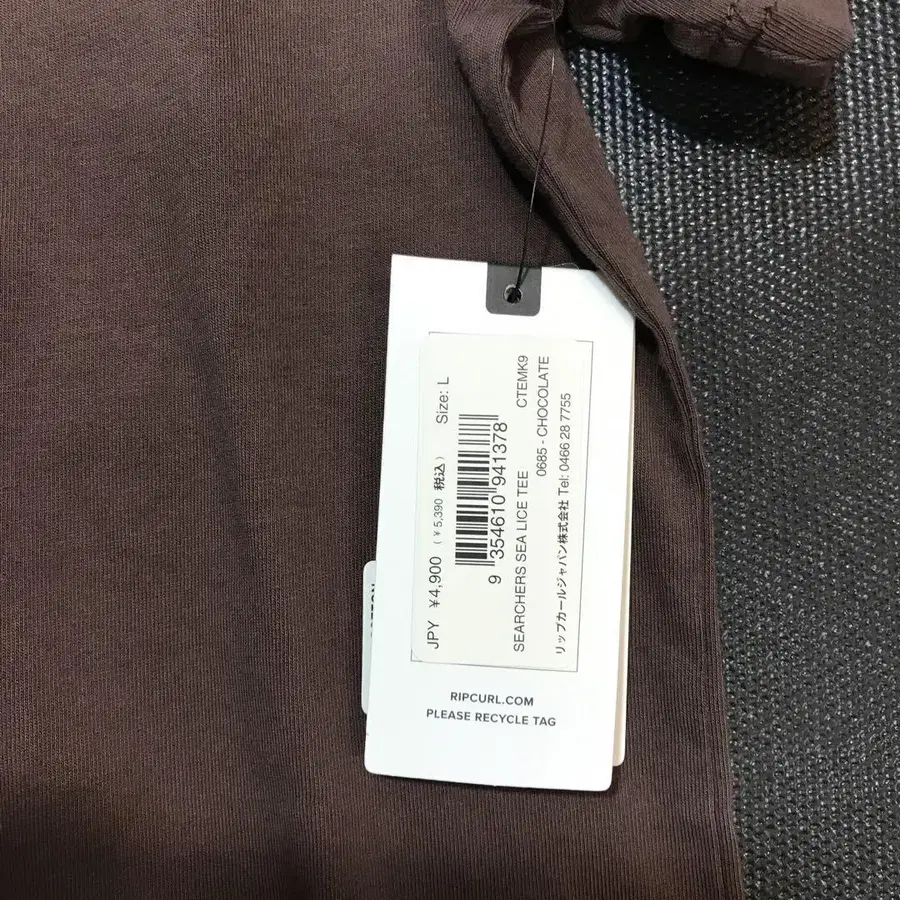 JPY ¥4,900 (¥5,390 税込) Size: L
9 354610 941378
SEARCHERS SEA LICE TEE CTEMK9
0685 - CHOCOLATE
リップカールジャパン株式会社 Tel: 0466 28 7755
RIPCURL.COM
PLEASE RECYCLE TAG